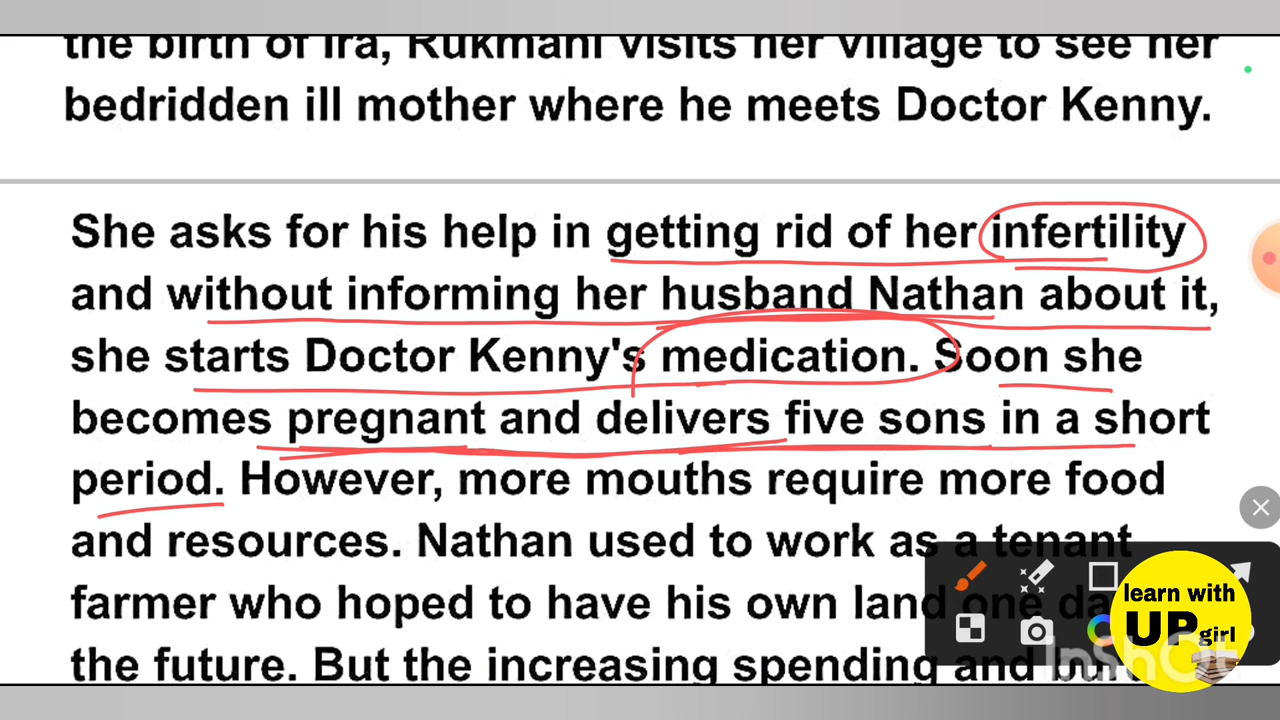 the birth of Ira, Rukmani visits her village to see her
bedridden ill mother where he meets Doctor Kenny.
She asks for his help in getting rid of her infertility
and without informing her husband Nathan about it,
she starts Doctor Kenny's medication. Soon she
becomes pregnant and delivers five sons in a short
period. However, more mouths require more food
and resources. Nathan used to work as a tenant
farmer who hoped to have his own land one
the future. But the increasing spending and
learn with
UP
girl
InShOt